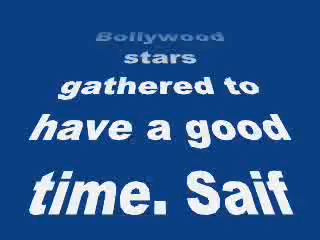 Bollywood
stars
gathered to
have a good
time. Saif